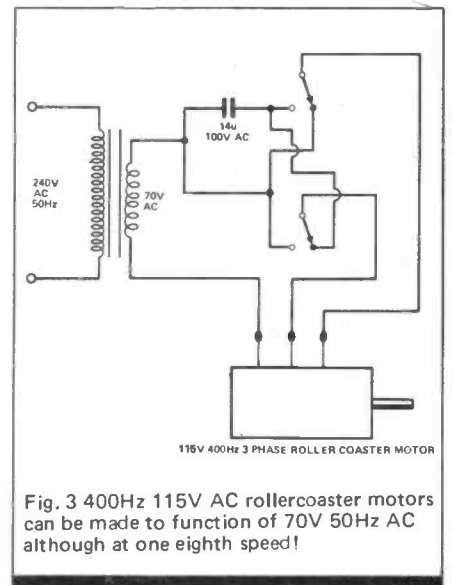 14u
100V AC
240V
AC
50Hz
70V
AC
115V 400Hz 3 PHASE ROLLER COASTER MOTOR
Fig. 3 400Hz 115V AC rollercoaster motors
can be made to function of 70V 50Hz AC
although at one eighth speed!